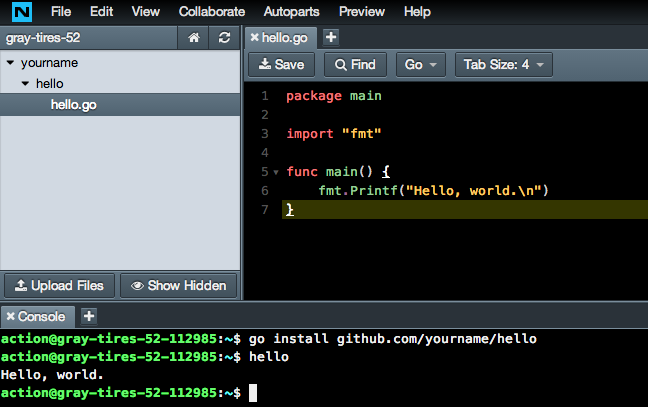 N File Edit View Collaborate Autoparts Preview Help
gray-tires-52
yourname
hello
hello.go
Upload Files Show Hidden
hello.go
Save Find Go Tab Size: 4
1 package main
2
3 import "fmt"
4
5 func main() {
6 fmt.Printf("Hello, world.\n")
7 }
Console
action@gray-tires-52-112985:~$ go install github.com/yourname/hello
action@gray-tires-52-112985:~$ hello
Hello, world.
action@gray-tires-52-112985:~$